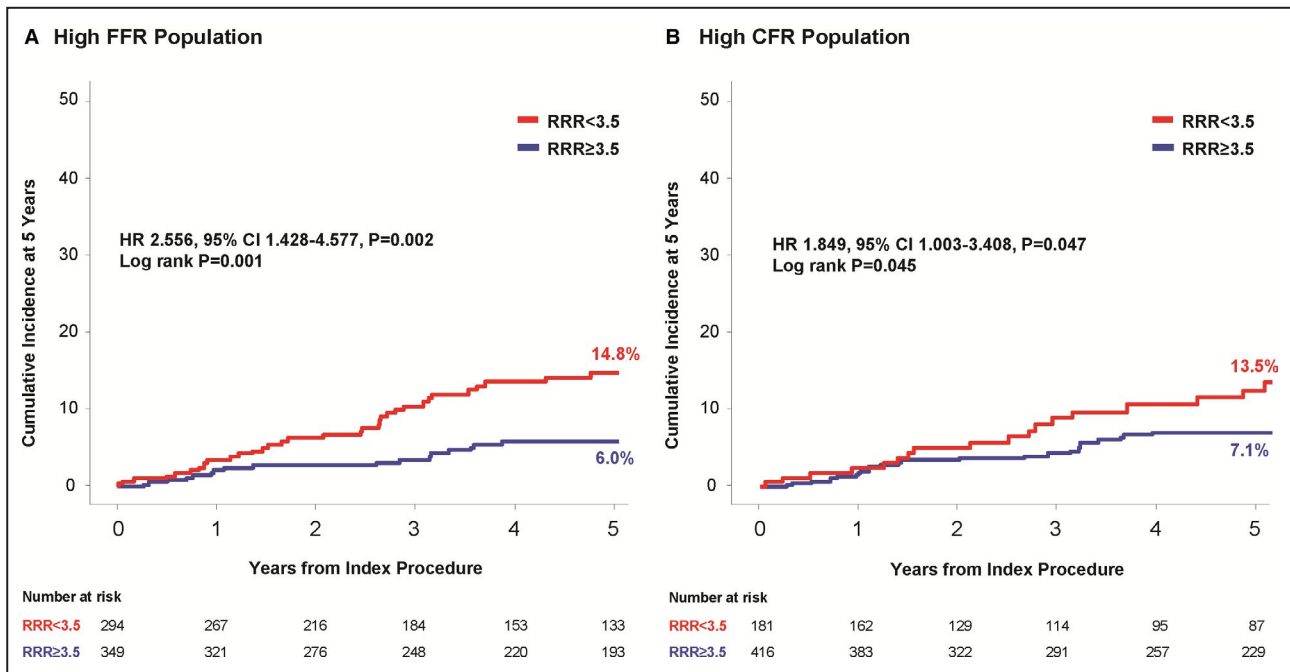 A High FFR Population
50
40
30
20
10
0
Cumulative Incidence at 5 Years
RRR<3.5
RRR≥3.5
HR 2.556, 95% CI 1.428-4.577, P=0.002
Log rank P=0.001
14.8%
6.0%
0 1 2 3 4 5
Years from Index Procedure
Number at risk
RRR<3.5 294 267 216 184 153 133
RRR≥3.5 349 321 276 248 220 193
B High CFR Population
50
40
30
20
10
0
Cumulative Incidence at 5 Years
RRR<3.5
RRR≥3.5
HR 1.849, 95% CI 1.003-3.408, P=0.047
Log rank P=0.045
13.5%
7.1%
0 1 2 3 4 5
Years from Index Procedure
Number at risk
RRR<3.5 181 162 129 114 95 87
RRR≥3.5 416 383 322 291 257 229